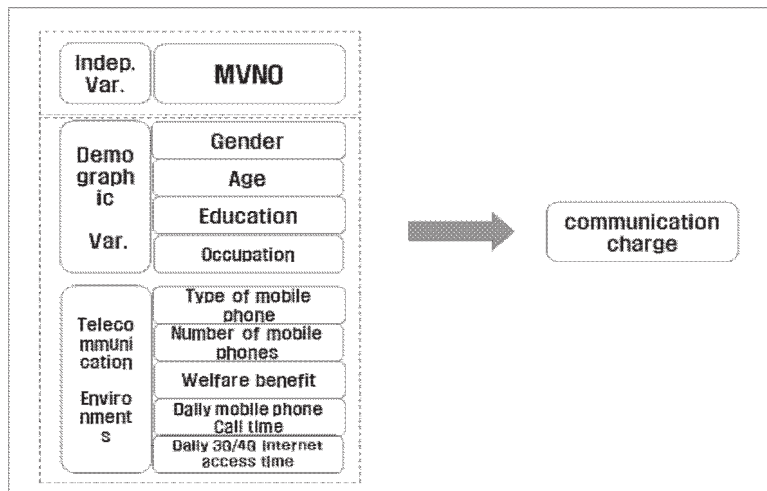 Indep.
Var.
MVNO
Demo
graph
ic
Var.
Gender
Age
Education
Occupation
Teleco
mmuni
cation
Enviro
nment
s
Type of mobile
phone
Number of mobile
phones
Welfare benefit
Daily mobile phone
Call time
Daily 3G/4G internet
access time
communication
charge